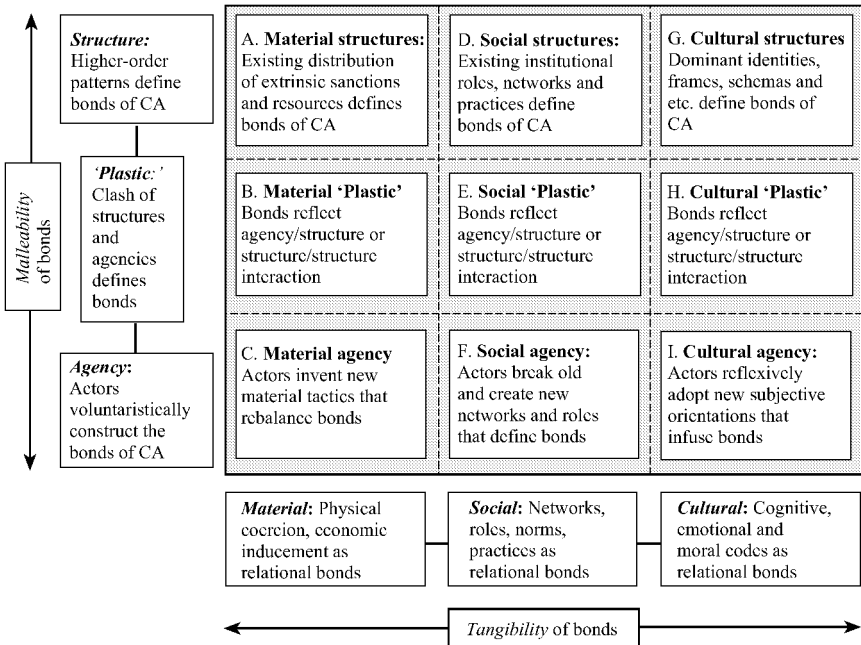 Structure:
Higher-order
patterns define
bonds of CA
'Plastic:'
Clash of
structures
and
agencies
defines
bonds
Agency:
Actors
voluntaristically
construct the
bonds of CA
Malleability
of bonds
A. Material structures:
Existing distribution
of extrinsic sanctions
and resources defines
bonds of CA
D. Social structures:
Existing institutional
roles, networks and
practices define
bonds of CA
G. Cultural structures
Dominant identities,
frames, schemas and
etc. define bonds of
CA
B. Material 'Plastic'
Bonds reflect
agency/structure or
structure/structure
interaction
E. Social 'Plastic'
Bonds reflect
agency/structure or
structure/structure
interaction
H. Cultural 'Plastic'
Bonds reflect
agency/structure or
structure/structure
interaction
C. Material agency
Actors invent new
material tactics that
rebalance bonds
F. Social agency:
Actors break old
and create new
networks and roles
that define bonds
I. Cultural agency:
Actors reflexively
adopt new subjective
orientations that
infuse bonds
Material: Physical
coercion, economic
inducement as
relational bonds
Social: Networks,
roles, norms,
practices as
relational bonds
Cultural: Cognitive,
emotional and
moral codes as
relational bonds
Tangibility of bonds